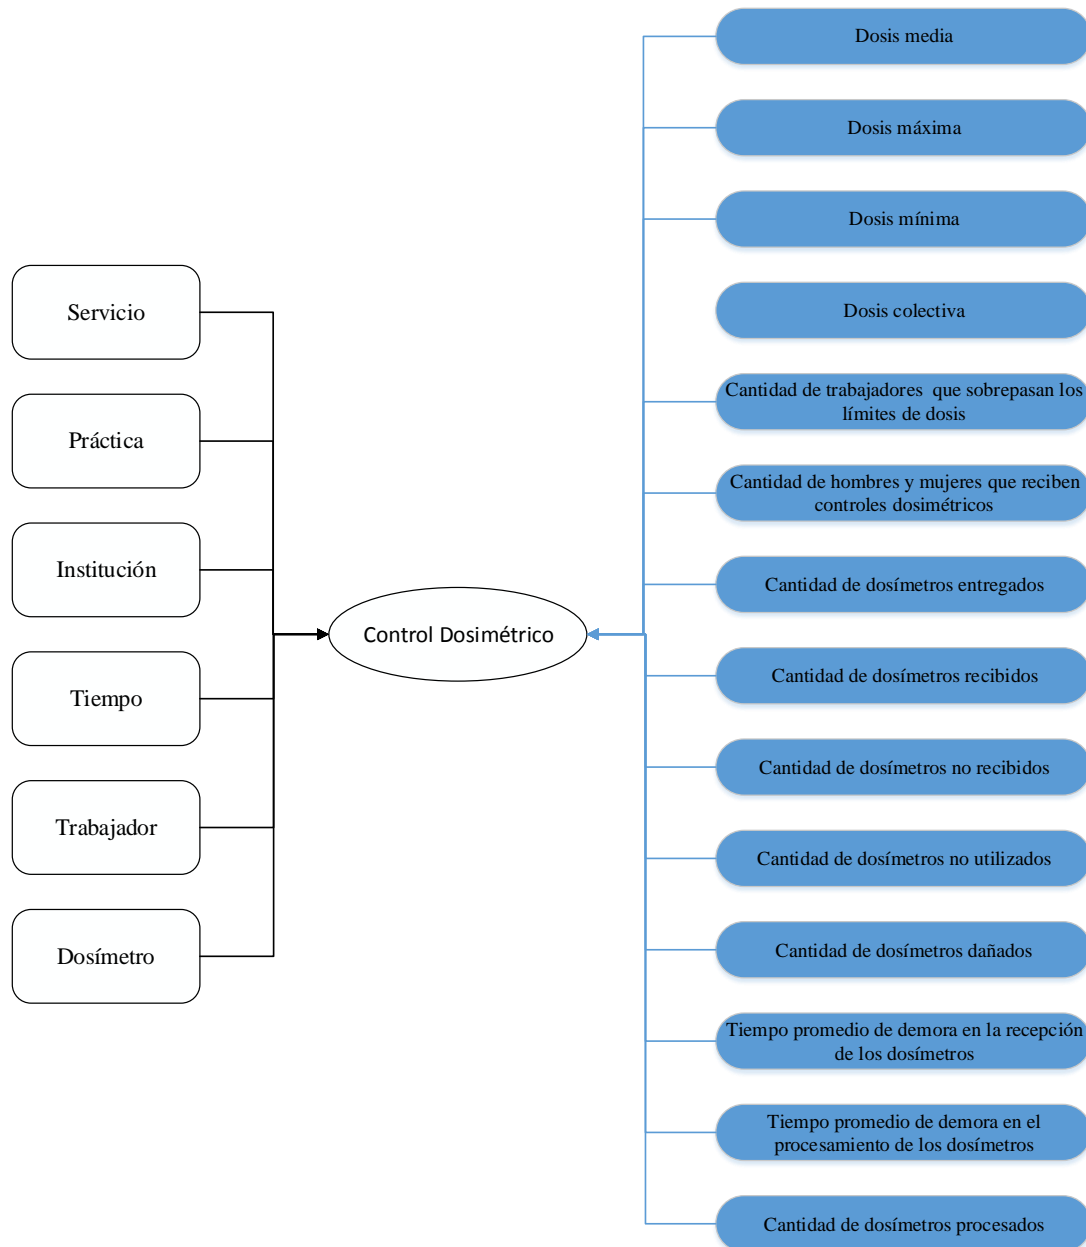 Servicio
Práctica
Institución
Tiempo
Trabajador
Dosímetro
Control Dosimétrico
Dosis media
Dosis máxima
Dosis mínima
Dosis colectiva
Cantidad de trabajadores  que sobrepasan los
límites de dosis
Cantidad de hombres y mujeres que reciben
controles dosimétricos
Cantidad de dosímetros entregados
Cantidad de dosímetros recibidos
Cantidad de dosímetros no recibidos
Cantidad de dosímetros no utilizados
Cantidad de dosímetros dañados
Tiempo promedio de demora en la recepción
de los dosímetros
Tiempo promedio de demora en el
procesamiento de los dosímetros
Cantidad de dosímetros procesados